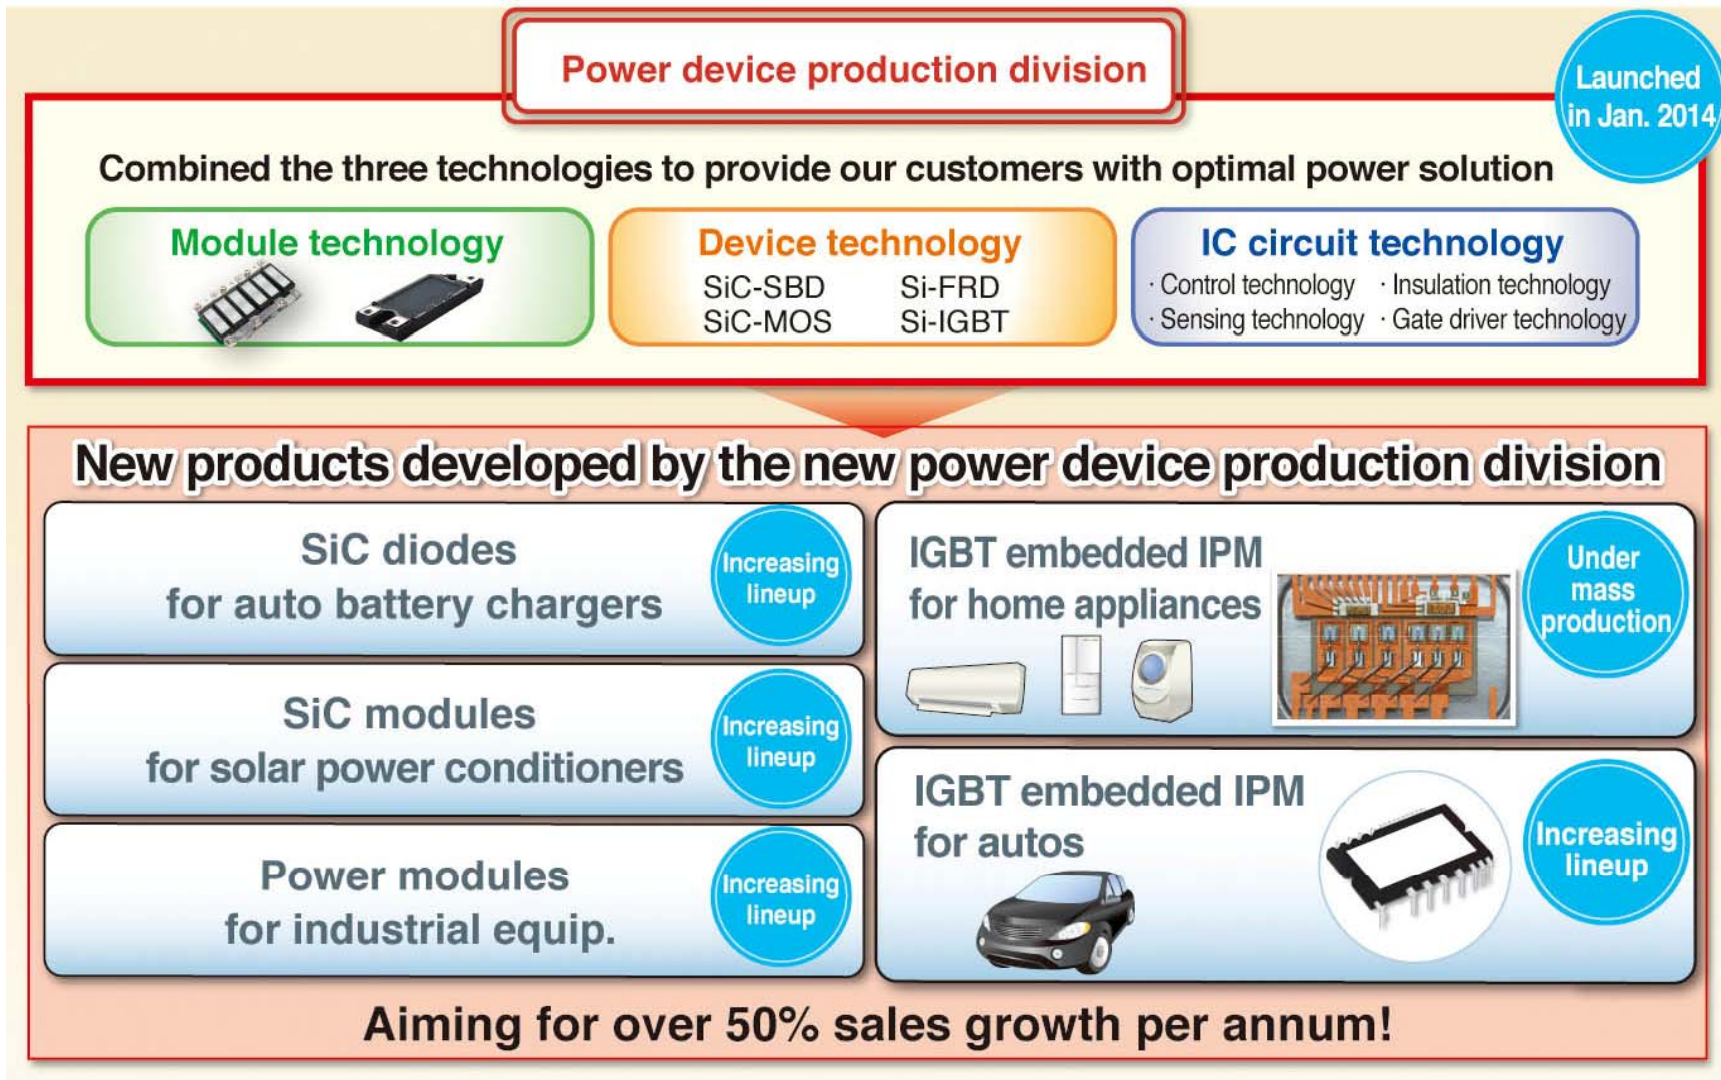 Power device production division
Launched
in Jan. 2014
Combined the three technologies to provide our customers with optimal power solution
Module technology
Device technology
SiC-SBD Si-FRD
SiC-MOS Si-IGBT
IC circuit technology
· Control technology · Insulation technology
· Sensing technology · Gate driver technology
New products developed by the new power device production division
SiC diodes
for auto battery chargers
Increasing
lineup
SiC modules
for solar power conditioners
Increasing
lineup
Power modules
for industrial equip.
Increasing
lineup
IGBT embedded IPM
for home appliances
Under
mass
production
IGBT embedded IPM
for autos
Increasing
lineup
Aiming for over 50% sales growth per annum!